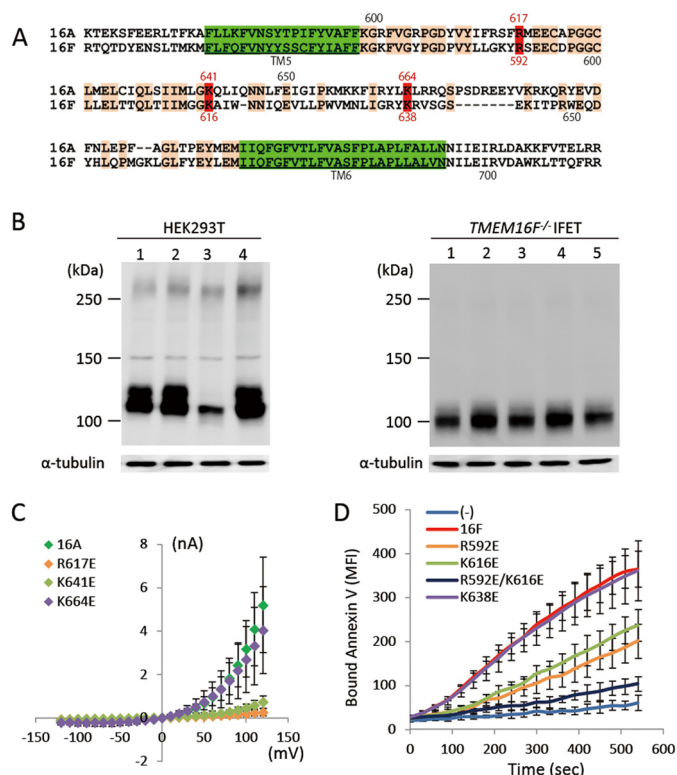 A
600
617
16A KTEKSFEERLTKFAFLLKFVNSYTPIFYVAFFKGRFVGRPGDYVYIFRSFRMEECAPGGC
16F RTQTDYENSLTMKMFLFQFVNYYSSCFYIAFFKGKFVGYPGDPVYLLGKYRSEECDPGGC
TM5
592
600
641
650
664
16A LMELCIQLSIIMLGKQLIQNNLFEIGIPKMKKFIRYLKLRRQSPSDREEYVKRKQRYEVD
16F LLELTTQLTIIMGGKAIW-NNIQEVLLPWVMNLIGRYKRVSGS------EKITPRWEQD
616
638
650
16A FNLEPF--AGLTPEYMEMIIQFGFVTLFVASFPLAPLFALLNNIIEIRLDAKKFVTELRR
16F YHLQPMGKLGLFYEYLEMIIQFGFVTLFVASFPLAPLLALVNNILEIRVDAWKLTTQFRR
TM6
700
B
HEK293T
TMEM16F-/- IFET
(kDa) 1 2 3 4
(kDa) 1 2 3 4 5
250
150
100
α-tubulin
250
150
100
α-tubulin
C
(nA)
16A
R617E
K641E
K664E
8
6
4
2
0
-2
-150 -100 -50 0 50 100 150
(mV)
D
Bound Annexin V (MFI)
500
400
300
200
100
0
(-)
16F
R592E
K616E
R592E/K616E
K638E
0 100 200 300 400 500 600
Time (sec)